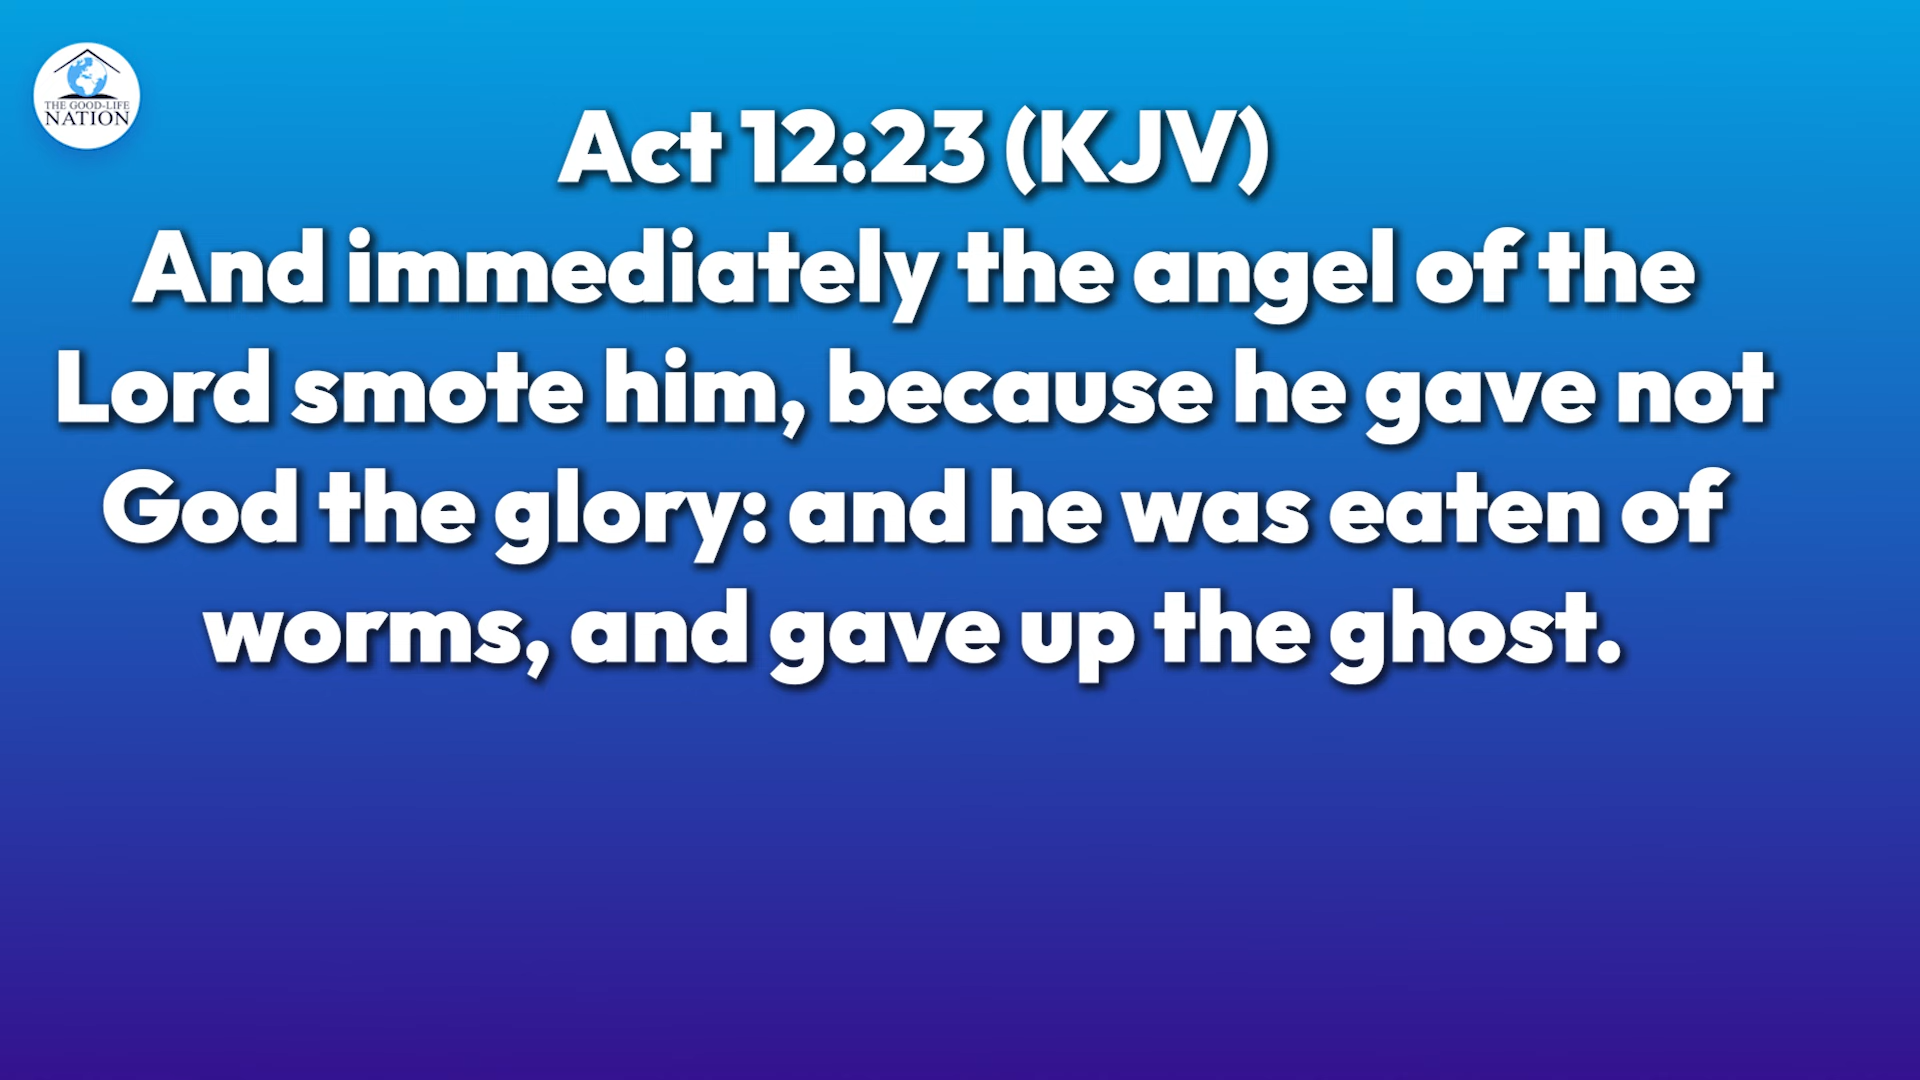 THE GOOD-LIFE
NATION
Act 12:23 (KJV)
And immediately the angel of the
Lord smote him, because he gave not
God the glory: and he was eaten of
worms, and gave up the ghost.